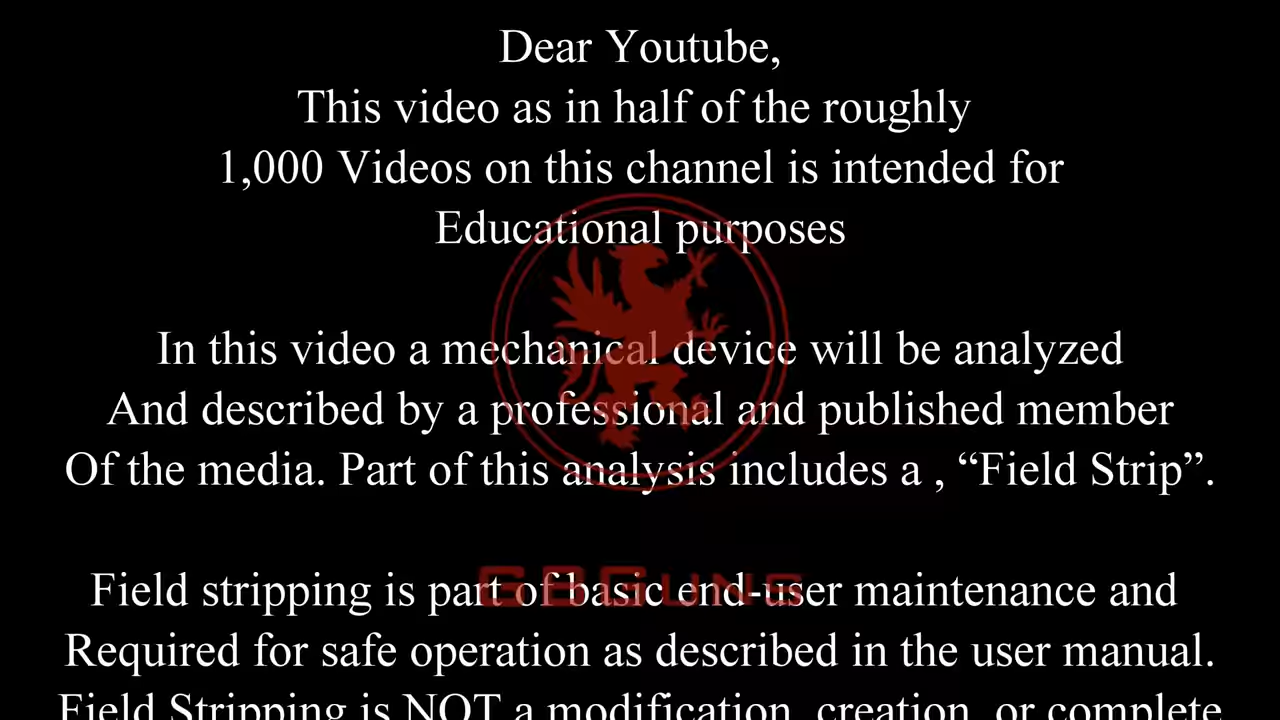 Dear Youtube,
This video as in half of the roughly
1,000 Videos on this channel is intended for
Educational purposes
In this video a mechanical device will be analyzed
And described by a professional and published member
Of the media. Part of this analysis includes a , “Field Strip”.
Field stripping is part of basic end-user maintenance and
Required for safe operation as described in the user manual.
Field Stripping is NOT a modification, creation, or complete